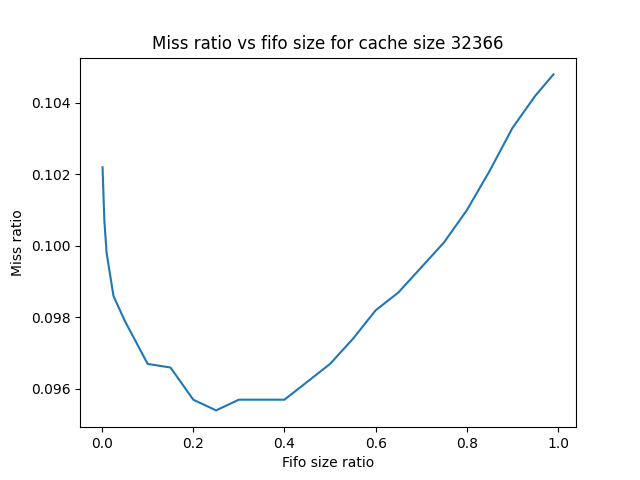 Miss ratio vs fifo size for cache size 32366
0.104
0.102
0.100
0.098
0.096
Miss ratio
0.0 0.2 0.4 0.6 0.8 1.0
Fifo size ratio